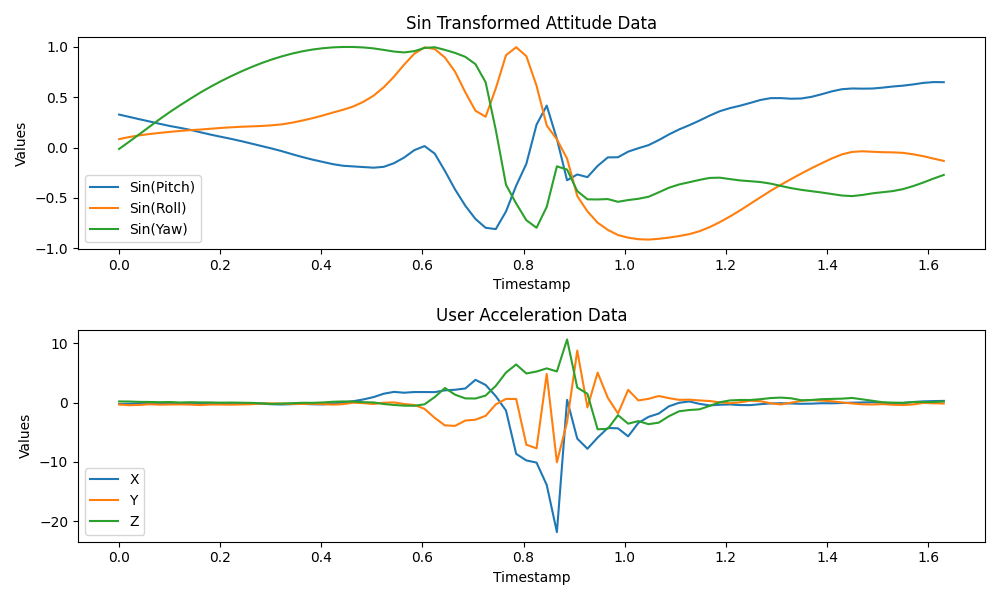 Sin Transformed Attitude Data
Values
1.0
0.5
0.0
−0.5
−1.0
Sin(Pitch)
Sin(Roll)
Sin(Yaw)
0.0 0.2 0.4 0.6 0.8 1.0 1.2 1.4 1.6
Timestamp
User Acceleration Data
Values
10
0
−10
−20
X
Y
Z
0.0 0.2 0.4 0.6 0.8 1.0 1.2 1.4 1.6
Timestamp